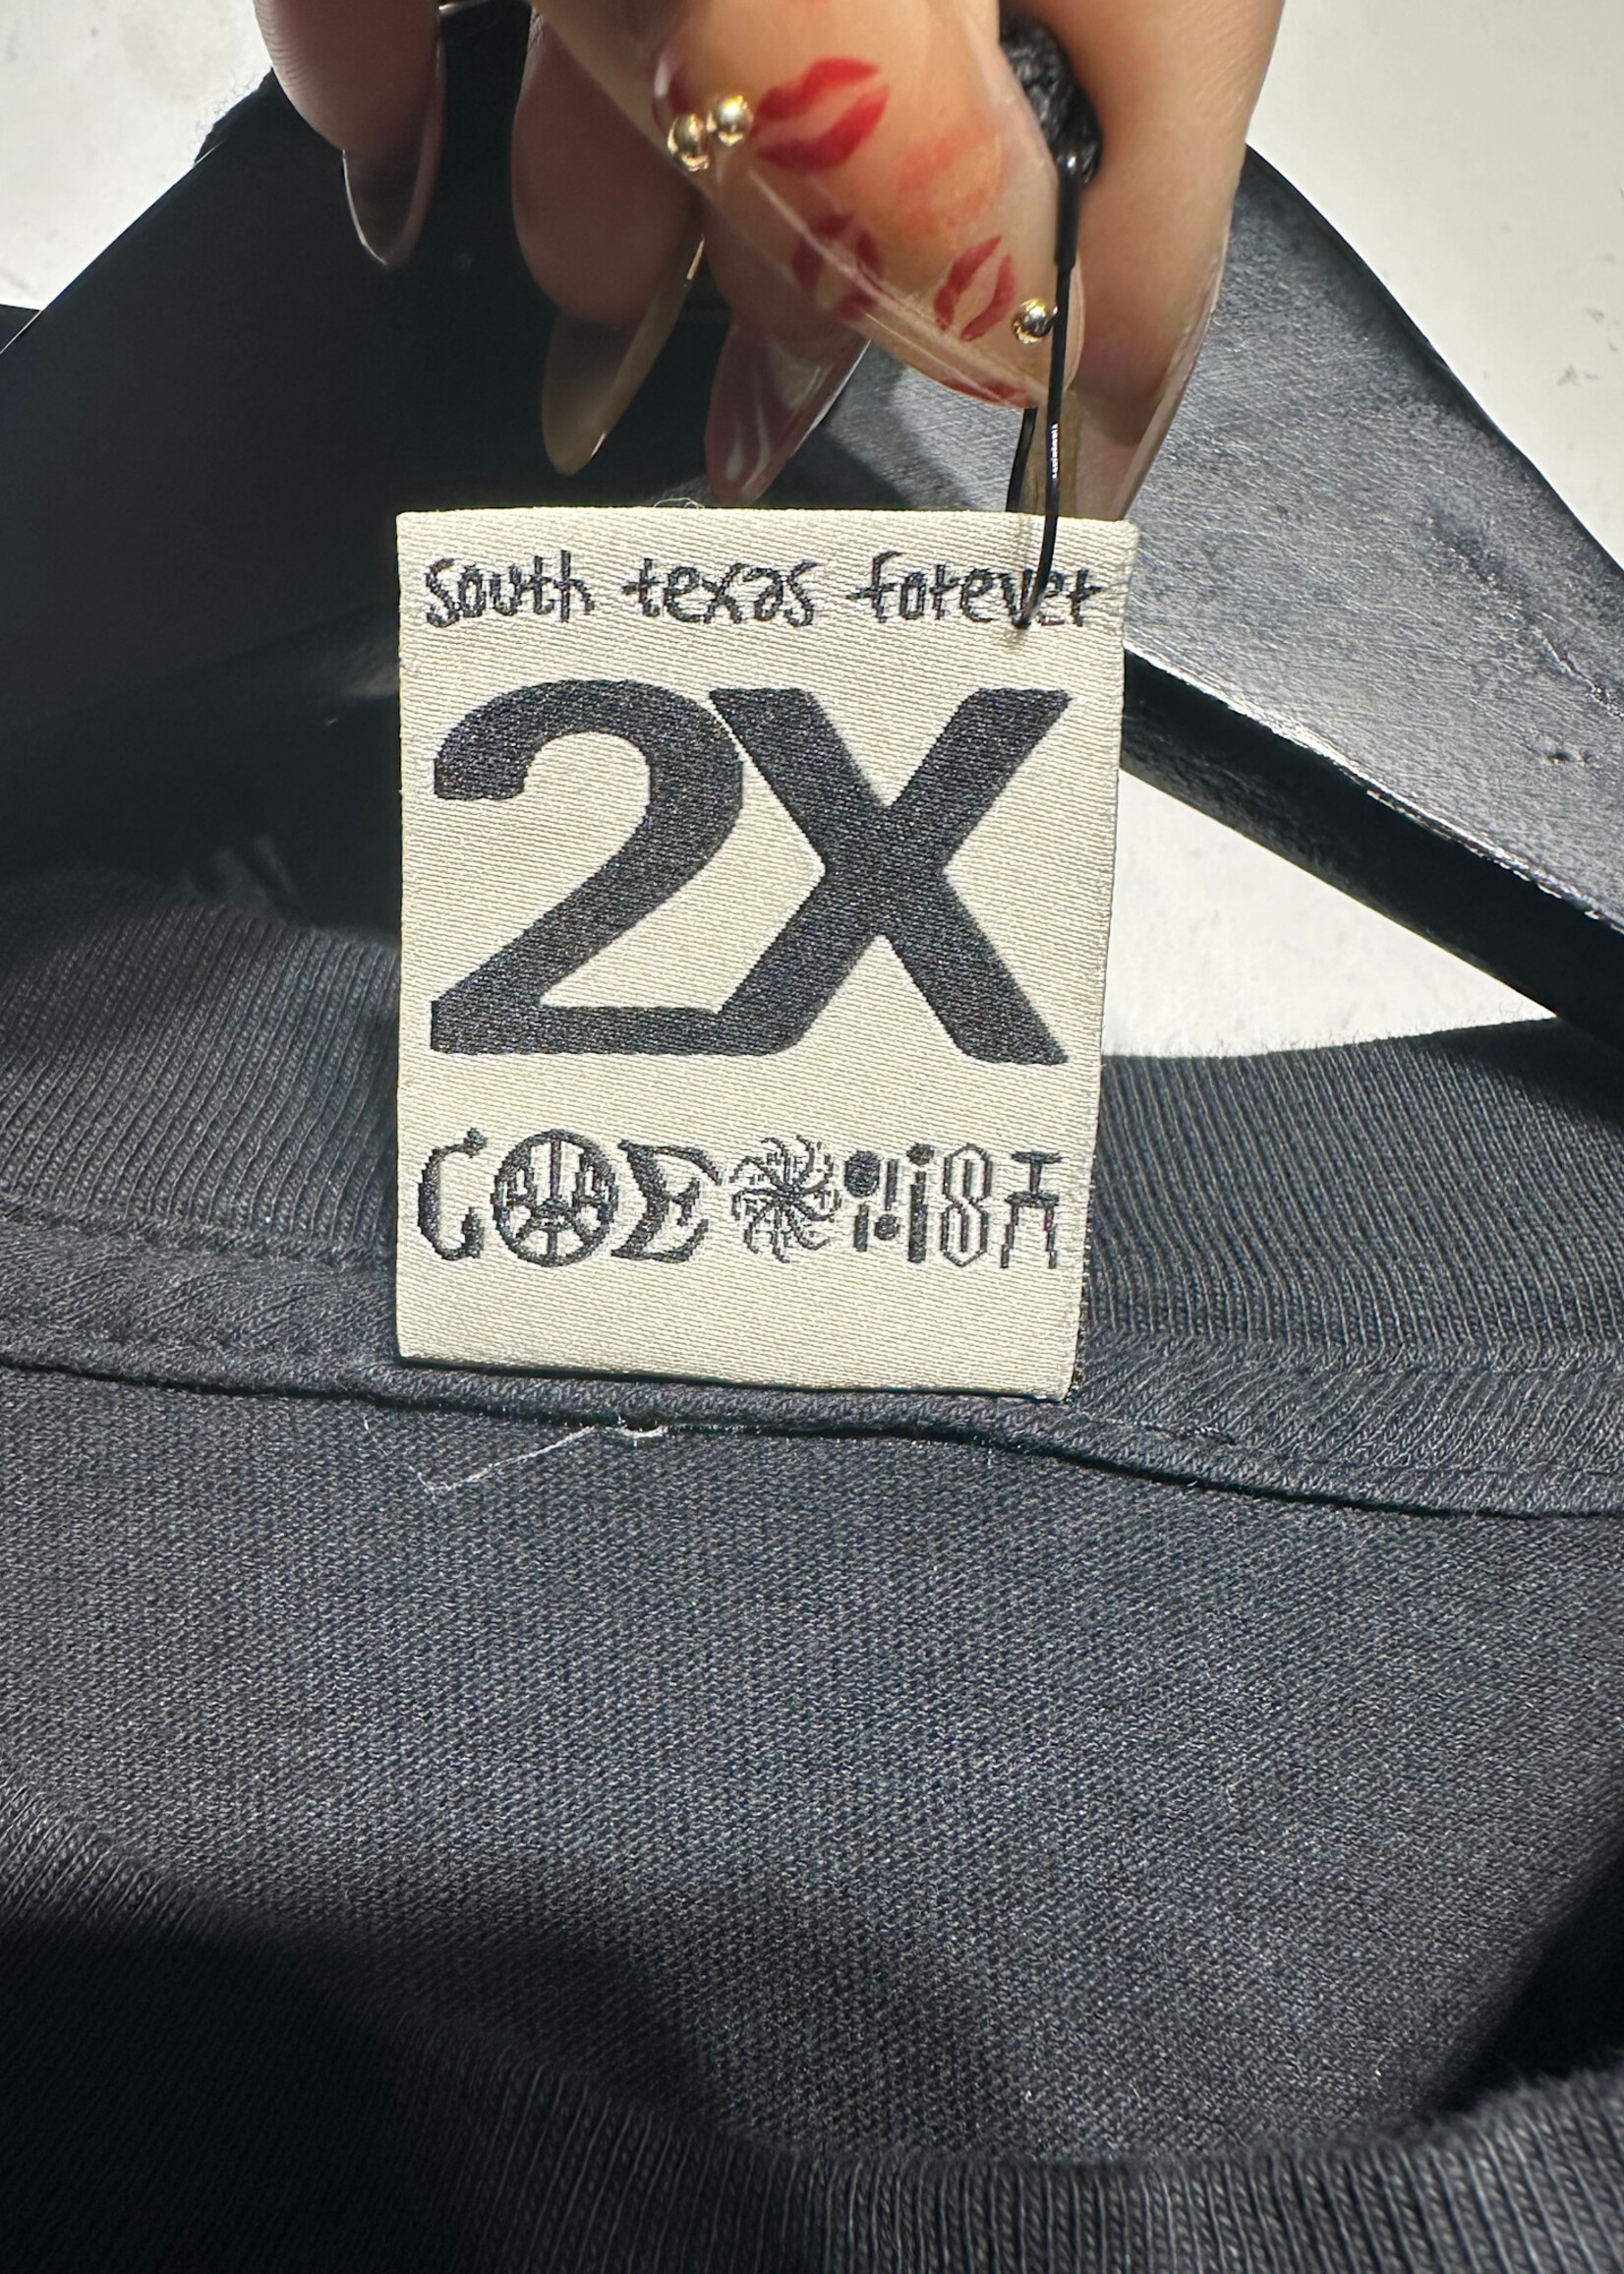 south texas forever
2X